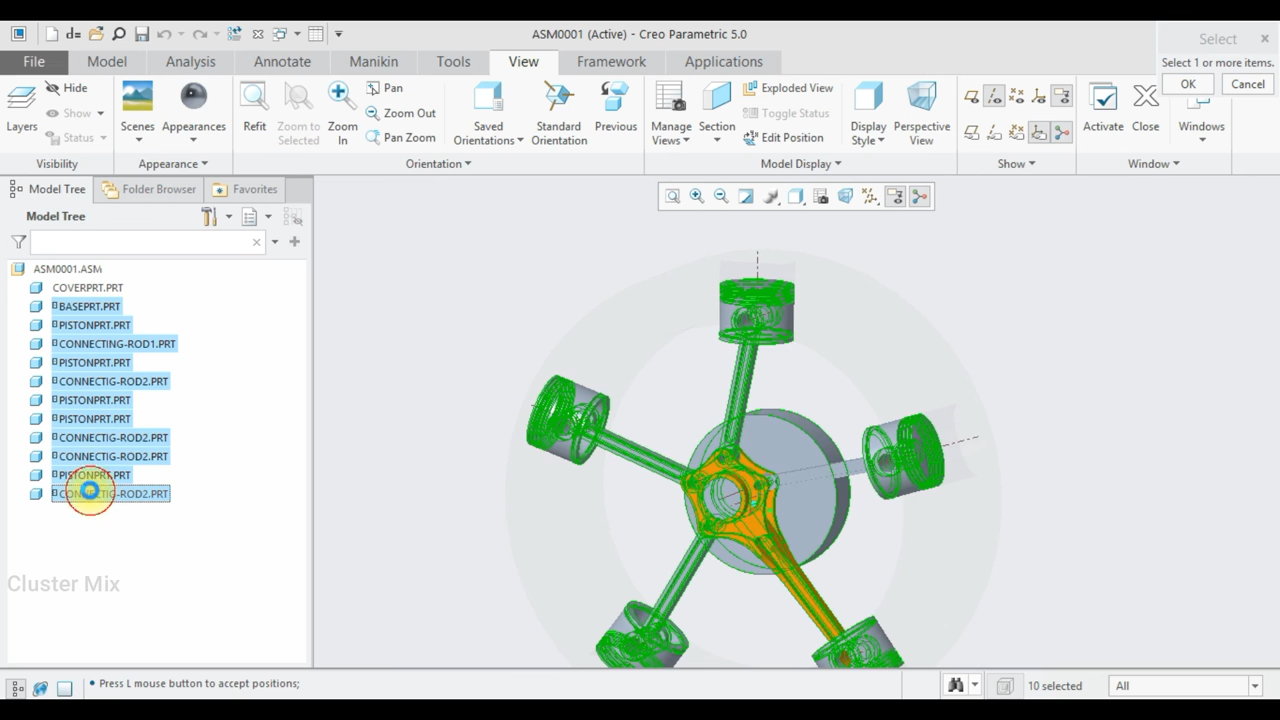 d=
ASM0001 (Active) - Creo Parametric 5.0
Select
File
Model
Analysis
Annotate
Manikin
Tools
View
Framework
Applications
Select 1 or more items.
OK
Cancel
Layers
Hide
Show
Status
Scenes
Appearances
Refit
Zoom to
Selected
Zoom
In
Pan
Zoom Out
Pan Zoom
Saved
Orientations
Standard
Orientation
Previous
Manage
Views
Section
Exploded View
Toggle Status
Edit Position
Display
Style
Perspective
View
Activate
Close
Windows
Visibility
Appearance
Orientation
Model Display
Show
Window
Model Tree
Folder Browser
Favorites
Model Tree
ASM0001.ASM
COVERPRT.PRT
BASEPRT.PRT
PISTONPRT.PRT
CONNECTING-ROD1.PRT
PISTONPRT.PRT
CONNECTIG-ROD2.PRT
PISTONPRT.PRT
PISTONPRT.PRT
CONNECTIG-ROD2.PRT
CONNECTIG-ROD2.PRT
PISTONPRT.PRT
CONNECTIG-ROD2.PRT
Cluster Mix
Press L mouse button to accept positions;
10 selected
All